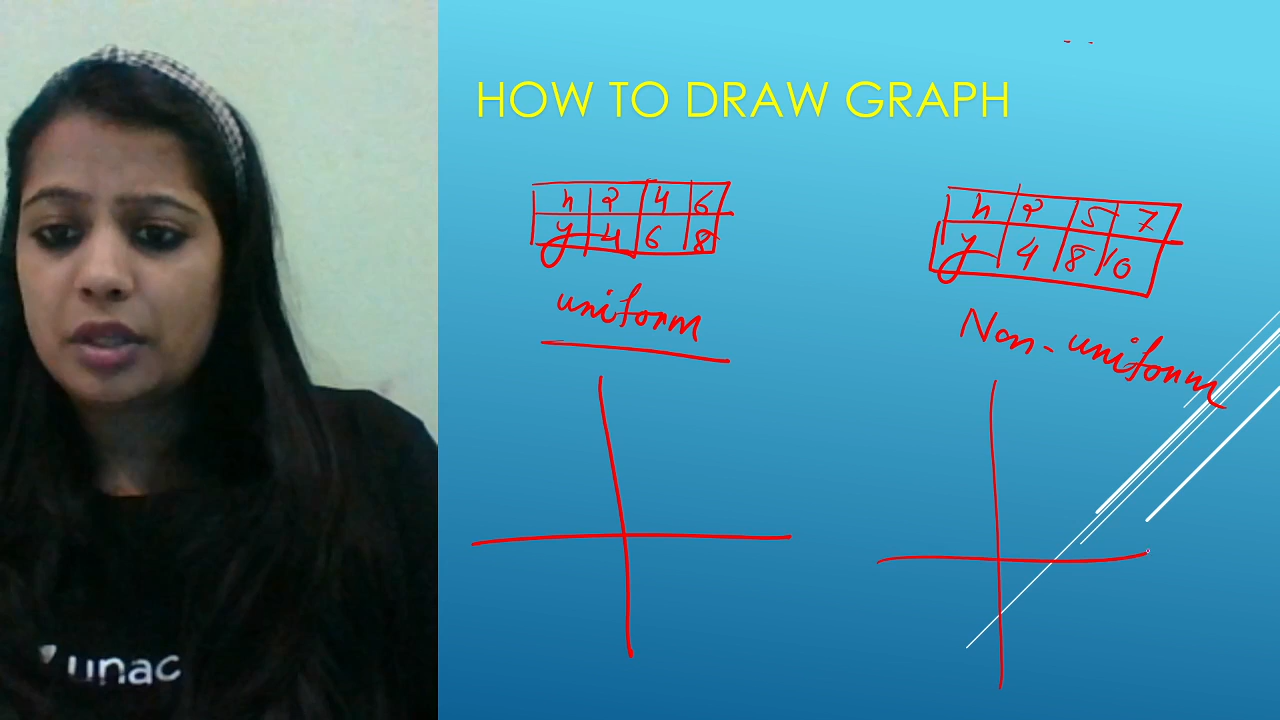 HOW TO DRAW GRAPH
x 2 4 6
y 4 6 8
uniform
x 2 5 7
y 4 8 10
Non-uniform
unac